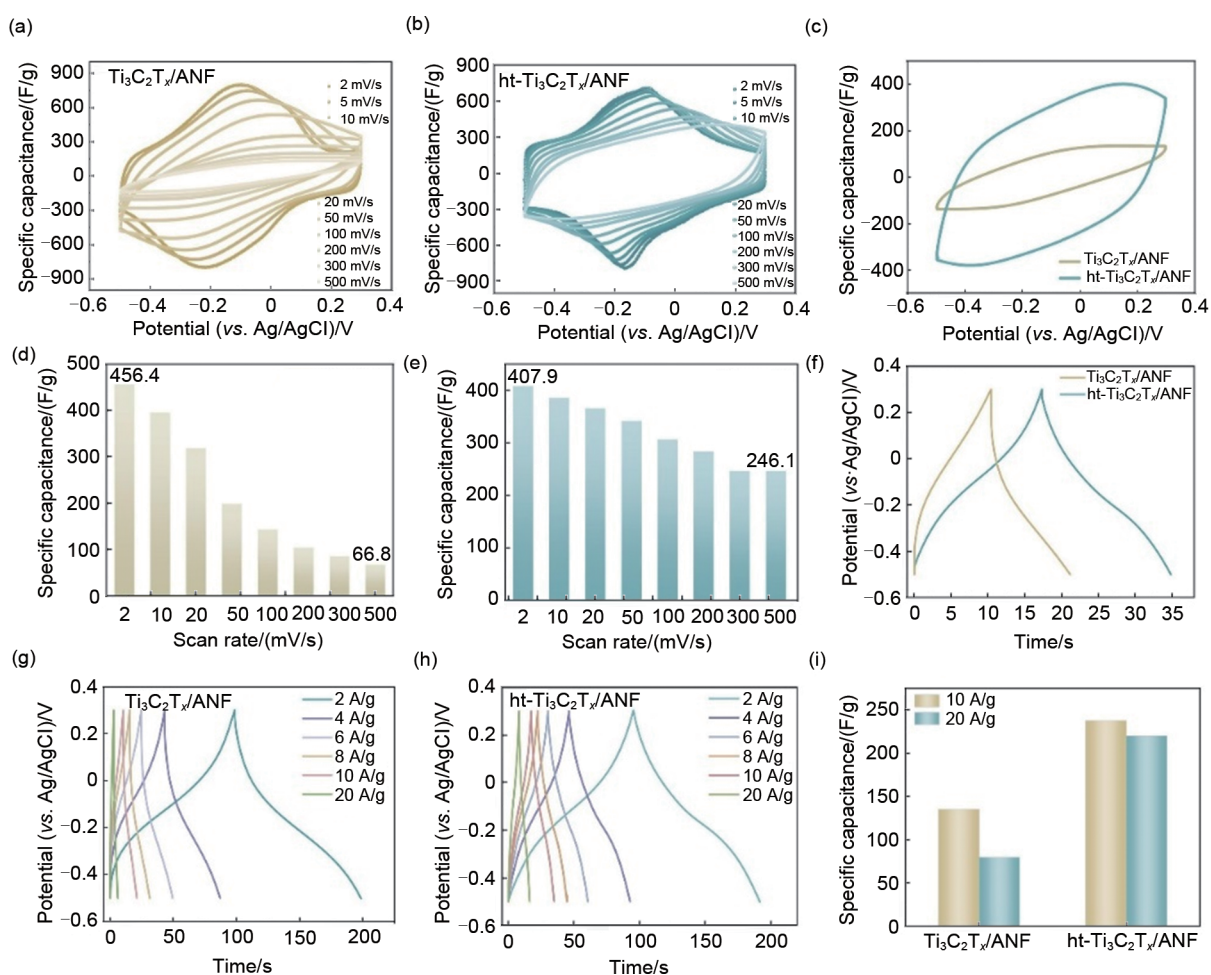 (a)
Specific capacitance/(F/g)
900
600
300
0
−300
−600
−900
Ti₃C₂Tₓ/ANF
2 mV/s
5 mV/s
10 mV/s
20 mV/s
50 mV/s
100 mV/s
200 mV/s
300 mV/s
500 mV/s
−0.6 −0.4 −0.2 0 0.2 0.4
Potential (vs. Ag/AgCl)/V
(b)
Specific capacitance/(F/g)
900
600
300
0
−300
−600
−900
ht-Ti₃C₂Tₓ/ANF
2 mV/s
5 mV/s
10 mV/s
20 mV/s
50 mV/s
100 mV/s
200 mV/s
300 mV/s
500 mV/s
−0.6 −0.4 −0.2 0 0.2 0.4
Potential (vs. Ag/AgCl)/V
(c)
Specific capacitance/(F/g)
400
200
0
−200
−400
Ti₃C₂Tₓ/ANF
ht-Ti₃C₂Tₓ/ANF
−0.6 −0.4 −0.2 0 0.2 0.4
Potential (vs. Ag/AgCl)/V
(d)
Specific capacitance/(F/g)
500
400
300
200
100
0
456.4
66.8
2 10 20 50 100 200 300 500
Scan rate/(mV/s)
(e)
Specific capacitance/(F/g)
400
300
200
100
0
407.9
246.1
2 10 20 50 100 200 300 500
Scan rate/(mV/s)
(f)
Potential (vs·Ag/AgCl)/V
0.4
0.2
0
−0.2
−0.4
−0.6
Ti₃C₂Tₓ/ANF
ht-Ti₃C₂Tₓ/ANF
0 5 10 15 20 25 30 35
Time/s
(g)
Potential (vs. Ag/AgCl)/V
0.4
0.2
0
−0.2
−0.4
−0.6
Ti₃C₂Tₓ/ANF
2 A/g
4 A/g
6 A/g
8 A/g
10 A/g
20 A/g
0 50 100 150 200
Time/s
(h)
Potential (vs. Ag/AgCl)/V
0.4
0.2
0
−0.2
−0.4
−0.6
ht-Ti₃C₂Tₓ/ANF
2 A/g
4 A/g
6 A/g
8 A/g
10 A/g
20 A/g
0 50 100 150 200
Time/s
(i)
Specific capacitance/(F/g)
250
200
150
100
50
0
10 A/g
20 A/g
Ti₃C₂Tₓ/ANF ht-Ti₃C₂Tₓ/ANF